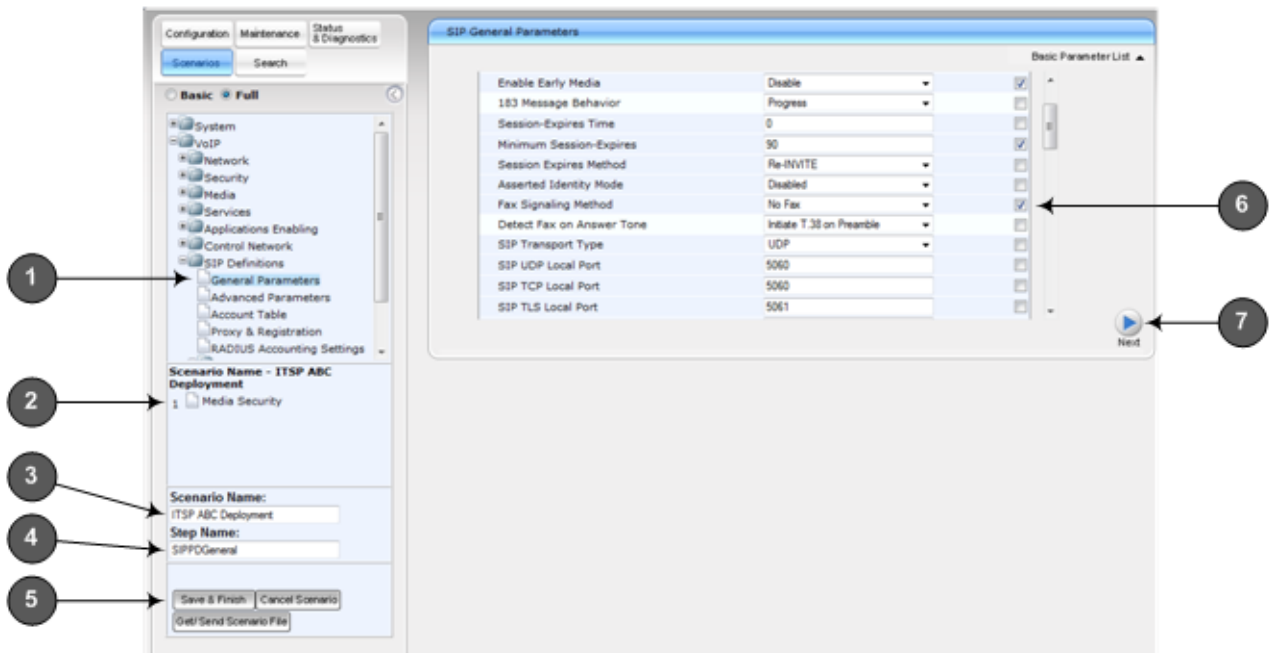 Configuration Maintenance Status & Diagnostics
Scenarios Search
Basic Full
System
VoIP
Network
Security
Media
Services
Applications Enabling
Control Network
SIP Definitions
General Parameters
Advanced Parameters
Account Table
Proxy & Registration
RADIUS Accounting Settings
Scenario Name - ITSP ABC
Deployment
1 Media Security
Scenario Name:
ITSP ABC Deployment
Step Name:
SIPPDGeneral
Save & Finish Cancel Scenario
Get/Send Scenario File
SIP General Parameters
Basic Parameter List ▲
Enable Early Media Disable
183 Message Behavior Progress
Session-Expires Time 0
Minimum Session-Expires 90
Session Expires Method Re-INVITE
Asserted Identity Mode Disabled
Fax Signaling Method No Fax
Detect Fax on Answer Tone Initiate T.38 on Preamble
SIP Transport Type UDP
SIP UDP Local Port 5060
SIP TCP Local Port 5060
SIP TLS Local Port 5061
Next
1
2
3
4
5
6
7